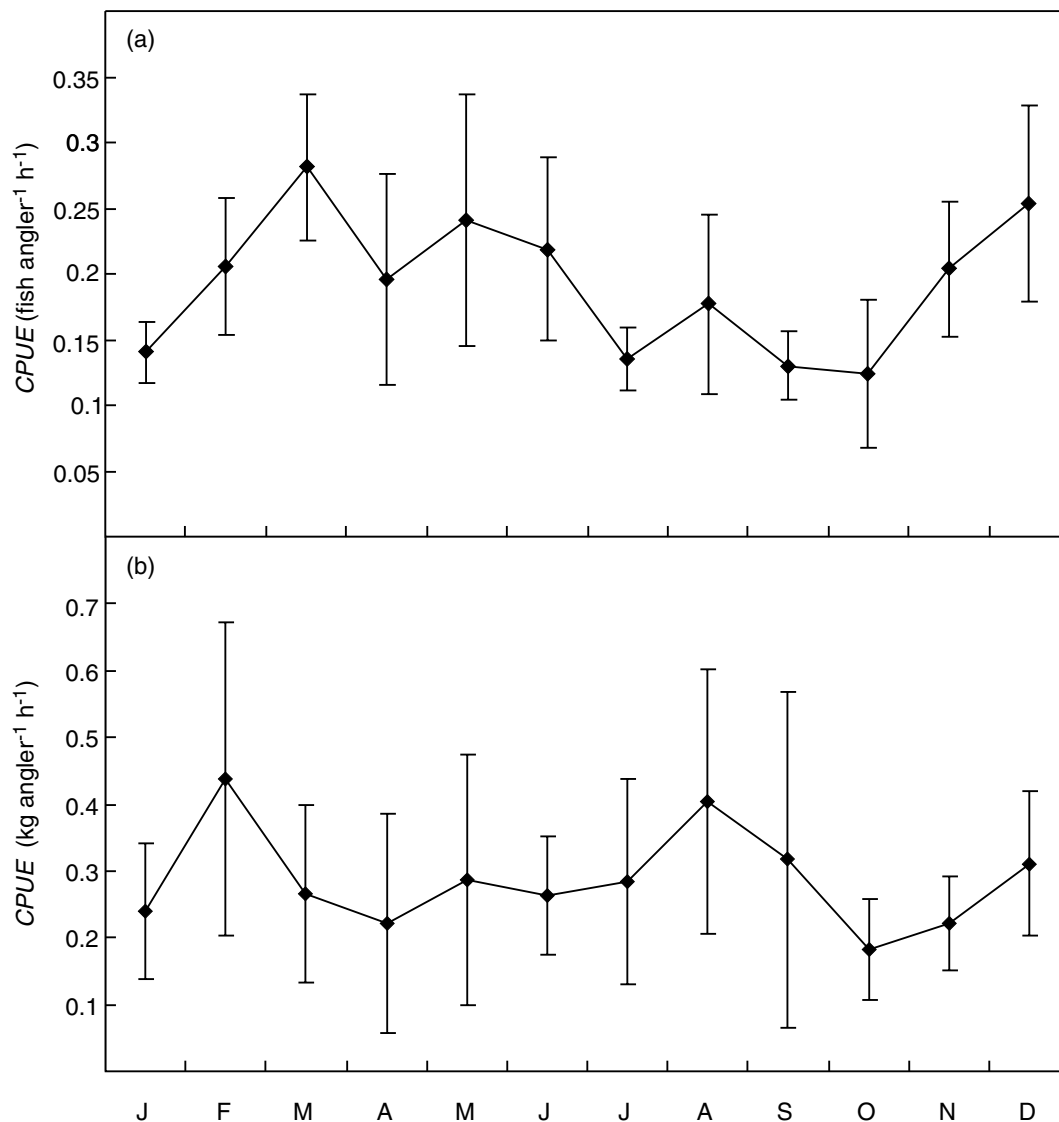 (a)
0.35
0.3
0.25
0.2
0.15
0.1
0.05
CPUE (fish angler⁻¹ h⁻¹)
(b)
0.7
0.6
0.5
0.4
0.3
0.2
0.1
CPUE (kg angler⁻¹ h⁻¹)
J F M A M J J A S O N D